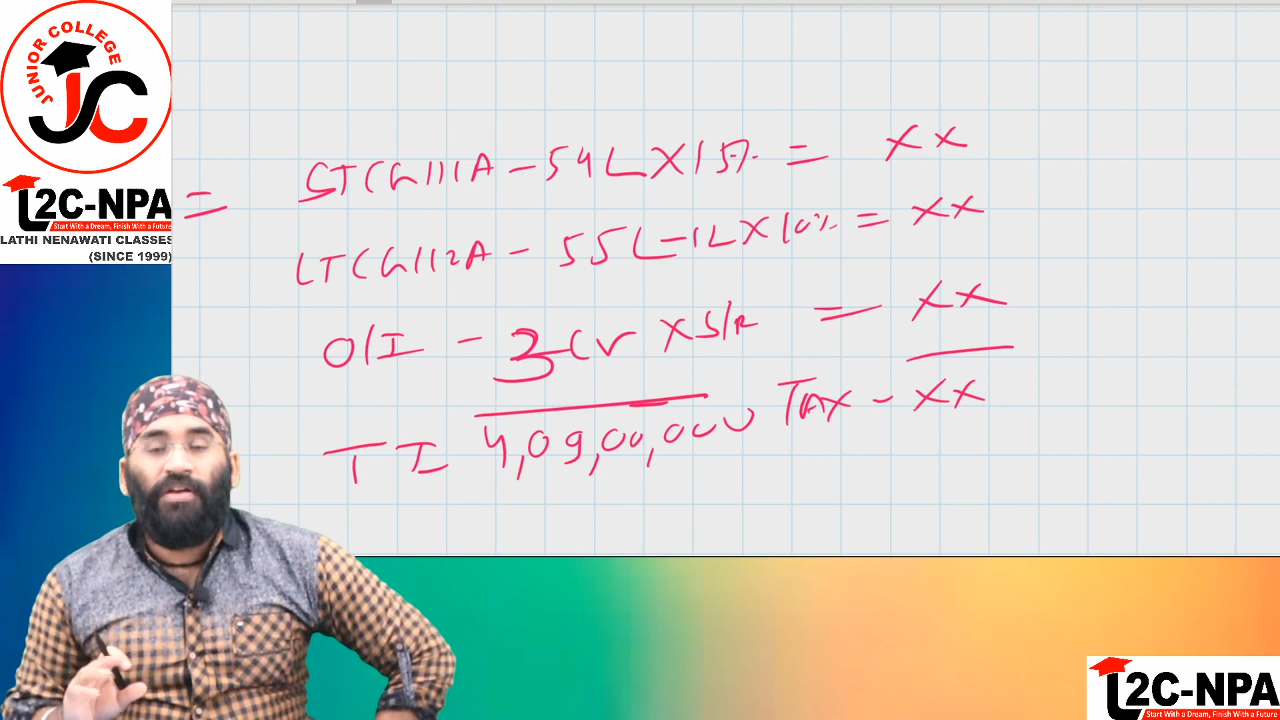 JUNIOR COLLEGE
JC
L2C-NPA
Start With a Dream, Finish With a Future
LATHI NENAWATI CLASSES
(SINCE 1999)
= STCG111A - 54L X 15% = XX
LTCG112A - 55L-1L X 10% = XX
O/I - 3Cr X S/R = XX
TI 4,09,00,000 TAX - XX
L2C-NPA
Start With a Dream, Finish With a Future